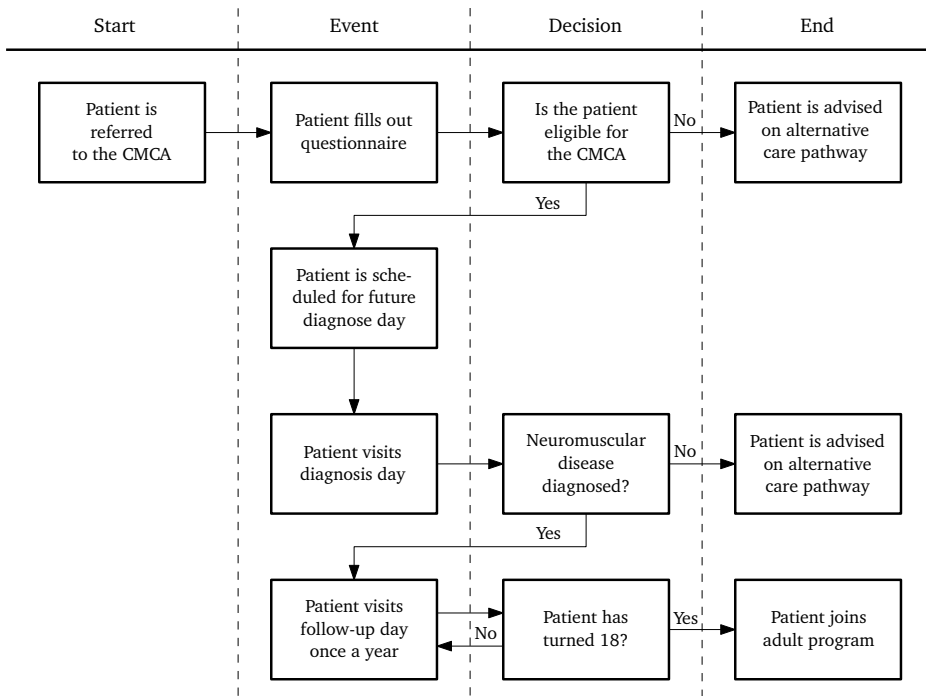 Start
Event
Decision
End
Patient is
referred
to the CMCA
Patient fills out
questionnaire
Is the patient
eligible for
the CMCA
No
Patient is advised
on alternative
care pathway
Yes
Patient is sche-
duled for future
diagnose day
Patient visits
diagnosis day
Neuromuscular
disease
diagnosed?
No
Patient is advised
on alternative
care pathway
Yes
Patient visits
follow-up day
once a year
No
Patient has
turned 18?
Yes
Patient joins
adult program